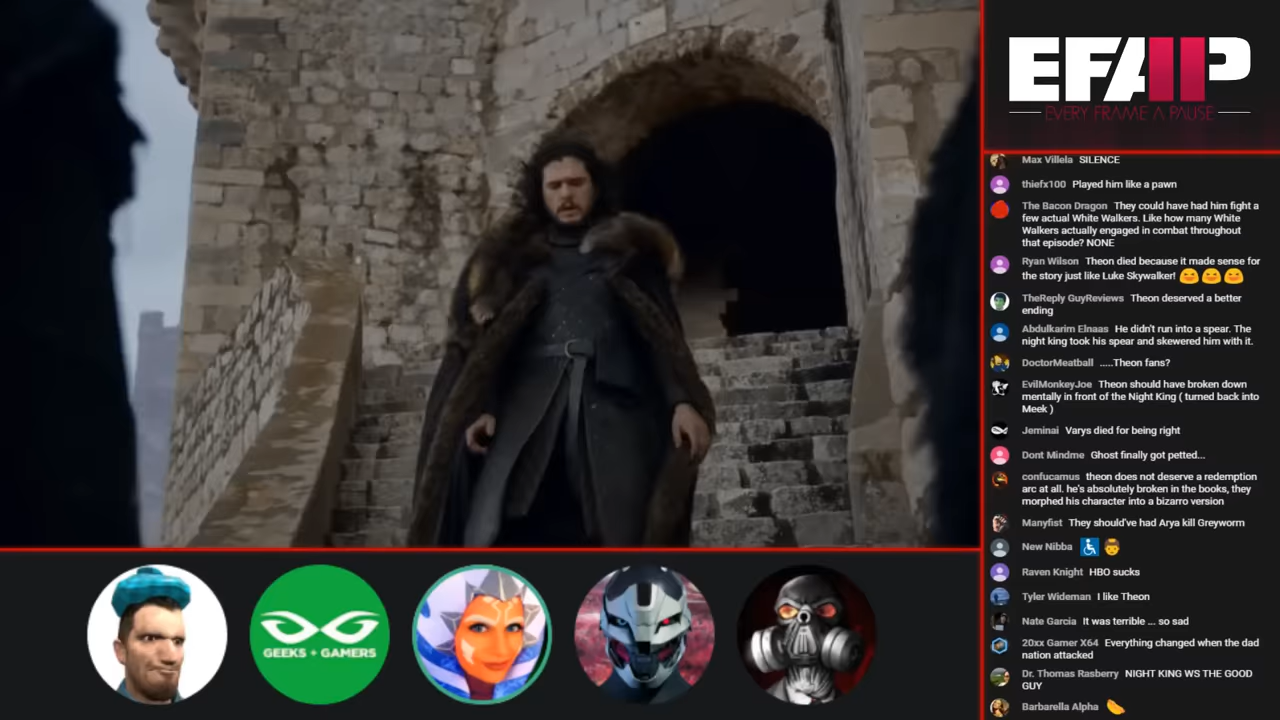 EFAP
EVERY FRAME A PAUSE
Max Villela SILENCE
thiefx100 Played him like a pawn
The Bacon Dragon They could have had him fight a
few actual White Walkers. Like how many White
Walkers actually engaged in combat throughout
that episode? NONE
Ryan Wilson Theon died because it made sense for
the story just like Luke Skywalker!
TheReply GuyReviews Theon deserved a better
ending
Abdulkarim Elnaas He didn't run into a spear. The
night king took his spear and skewered him with it.
DoctorMeatball .....Theon fans?
EvilMonkeyJoe Theon should have broken down
mentally in front of the Night King ( turned back into
Meek )
Jeminai Varys died for being right
Dont Mindme Ghost finally got petted...
confucamus theon does not deserve a redemption
arc at all. he's absolutely broken in the books, they
morphed his character into a bizarro version
Manyfist They should've had Arya kill Greyworm
New Nibba
Raven Knight HBO sucks
Tyler Wideman I like Theon
Nate Garcia It was terrible ... so sad
20xx Gamer X64 Everything changed when the dad
nation attacked
Dr. Thomas Rasberry NIGHT KING WS THE GOOD
GUY
Barbarella Alpha
GEEKS + GAMERS